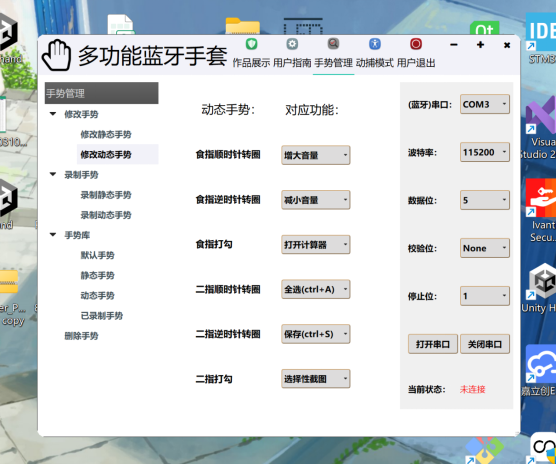 多功能蓝牙手套
作品展示 用户指南 手势管理 动捕模式 用户退出
手势管理
修改手势
修改静态手势
修改动态手势
录制手势
录制静态手势
录制动态手势
手势库
默认手势
静态手势
动态手势
已录制手势
删除手势
动态手势: 对应功能:
食指顺时针转圈 增大音量
食指逆时针转圈 减小音量
食指打勾 打开计算器
二指顺时针转圈 全选(ctrl+A)
二指逆时针转圈 保存(ctrl+S)
二指打勾 选择性截图
(蓝牙)串口: COM3
波特率: 115200
数据位: 5
校验位: None
停止位: 1
打开串口 关闭串口
当前状态: 未连接
hand
0310...
nd
er_P...
copy
Qt
IDE
STM3
Visua
Studio 2
Ivant
Secu...
Unity H
嘉立创E